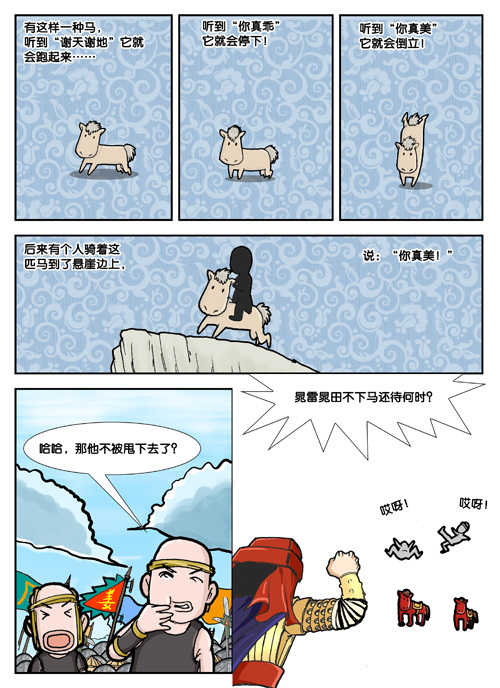 有这样一种马，
听到“谢天谢地”它就
会跑起来……
听到“你真乖”
它就会停下！
听到“你真美”
它就会倒立！
后来有个人骑着这
匹马到了悬崖边上，
说：“你真美！”
哈哈，那他不被甩下去了？
晁雷晁田不下马还待何时？
哎呀！
哎呀！
姜